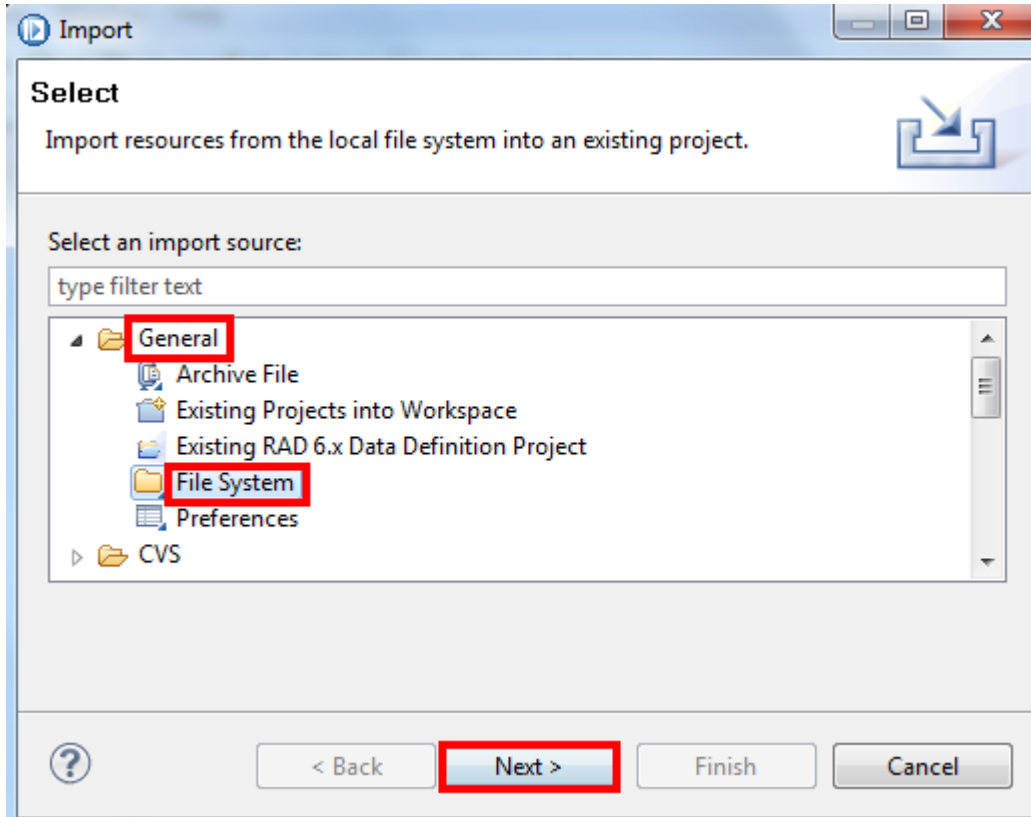 Import
Select
Import resources from the local file system into an existing project.
Select an import source:
type filter text
General
Archive File
Existing Projects into Workspace
Existing RAD 6.x Data Definition Project
File System
Preferences
CVS
< Back Next > Finish Cancel